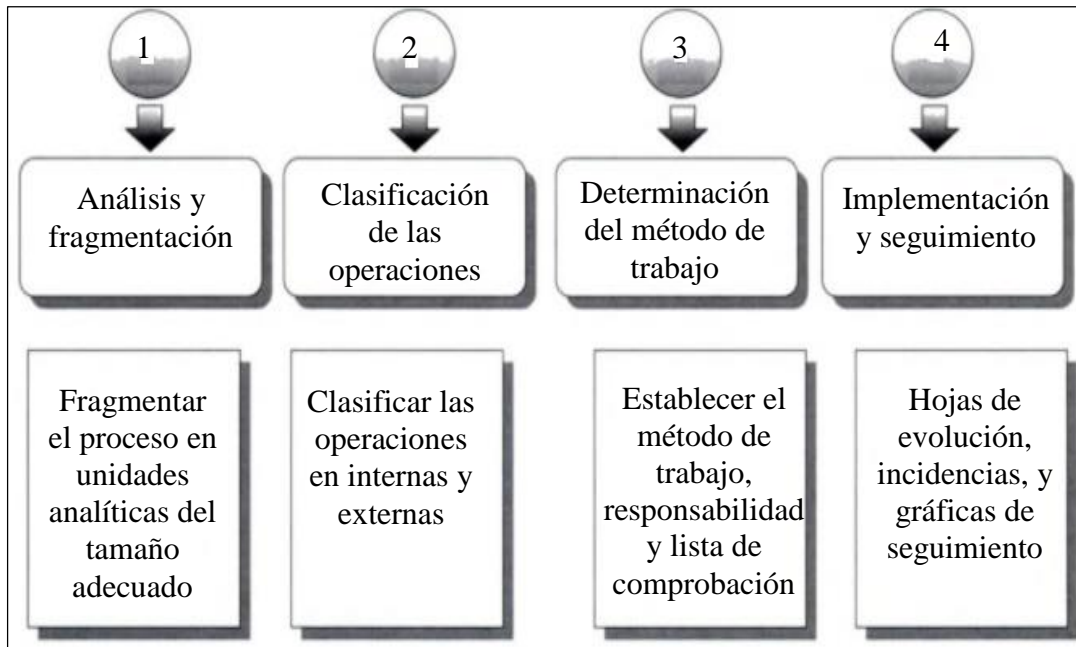 1
2
3
4
Análisis y
fragmentación
Clasificación
de las
operaciones
Determinación
del método de
trabajo
Implementación
y seguimiento
Fragmentar
el proceso en
unidades
analíticas del
tamaño
adecuado
Clasificar las
operaciones
en internas y
externas
Establecer el
método de
trabajo,
responsabilidad
y lista de
comprobación
Hojas de
evolución,
incidencias, y
gráficas de
seguimiento